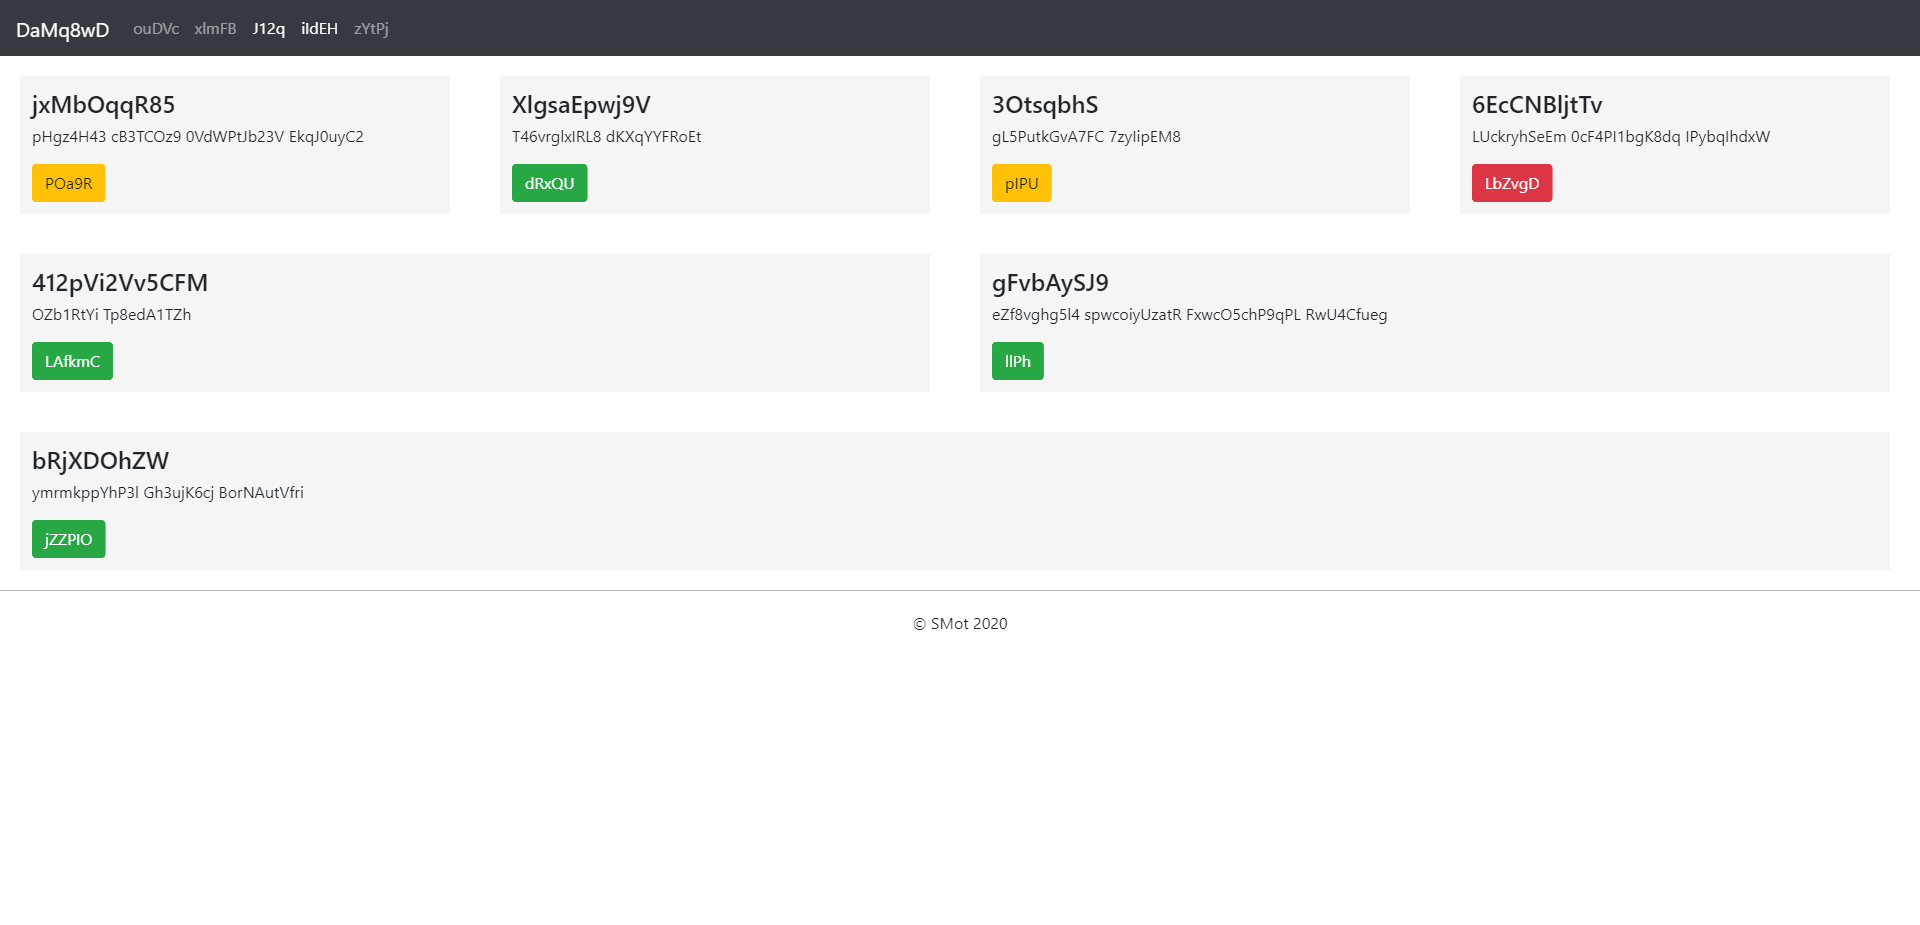 DaMq8wD ouDVc xlmFB J12q ildEH zYtPj
jxMbOqqR85
pHgz4H43 cB3TCOz9 0VdWPtJb23V EkqJ0uyC2
POa9R
XlgsaEpwj9V
T46vrglxIRL8 dKXqYYFRoEt
dRxQU
3OtsqbhS
gL5PutkGvA7FC 7zyIipEM8
pIPU
6EcCNBljtTv
LUckryhSeEm 0cF4PI1bgK8dq IPybqIhdxW
LbZvgD
412pVi2Vv5CFM
OZb1RtYi Tp8edA1TZh
LAfkmC
gFvbAySJ9
eZf8vghg5l4 spwcoiyUzatR FxwcO5chP9qPL RwU4Cfueg
llPh
bRjXDOhZW
ymrmkppYhP3l Gh3ujK6cj BorNAutVfri
jZZPIO
© SMot 2020